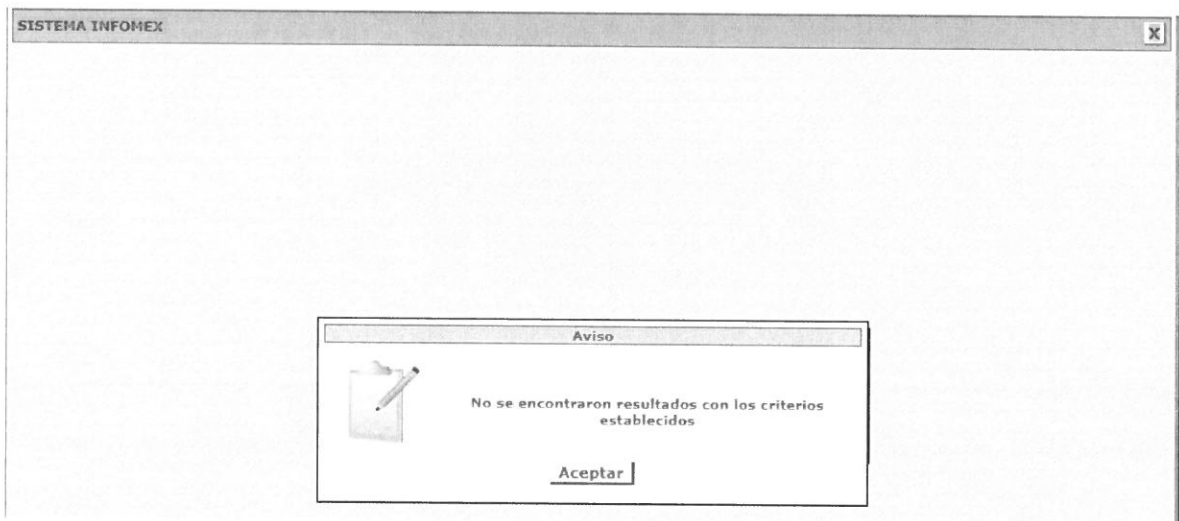 SISTEMA INFOMEX
X
Aviso
No se encontraron resultados con los criterios
establecidos
Aceptar